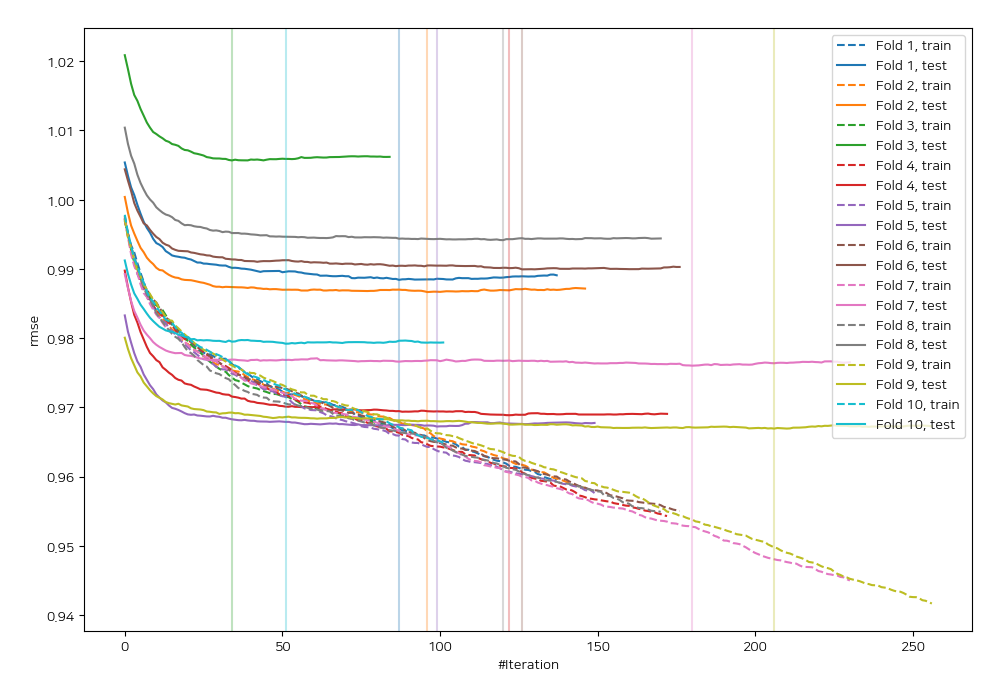 1.02
1.01
1.00
0.99
0.98
0.97
0.96
0.95
0.94
rmse
0
50
100
150
200
250
#Iteration
Fold 1, train
Fold 1, test
Fold 2, train
Fold 2, test
Fold 3, train
Fold 3, test
Fold 4, train
Fold 4, test
Fold 5, train
Fold 5, test
Fold 6, train
Fold 6, test
Fold 7, train
Fold 7, test
Fold 8, train
Fold 8, test
Fold 9, train
Fold 9, test
Fold 10, train
Fold 10, test